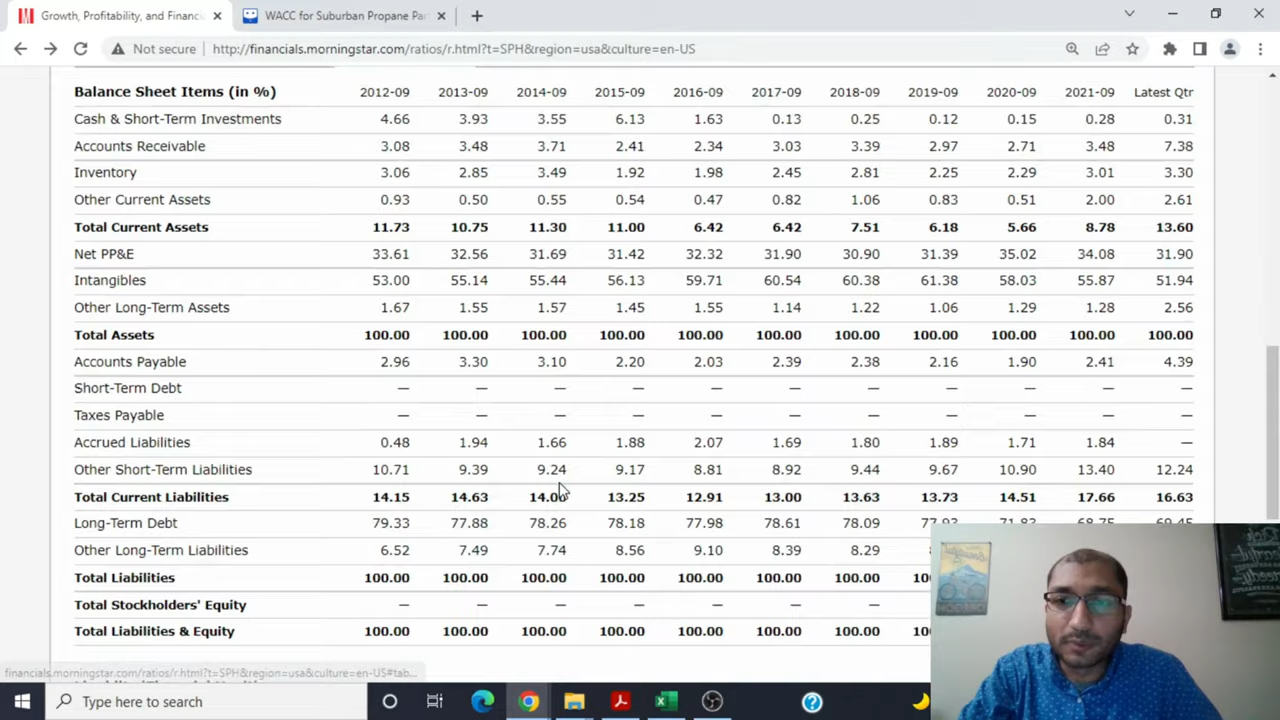 Growth, Profitability, and Financi
WACC for Suburban Propane Par
Not secure http://financials.morningstar.com/ratios/r.html?t=SPH&region=usa&culture=en-US
Balance Sheet Items (in %) 2012-09 2013-09 2014-09 2015-09 2016-09 2017-09 2018-09 2019-09 2020-09 2021-09 Latest Qtr
Cash & Short-Term Investments 4.66 3.93 3.55 6.13 1.63 0.13 0.25 0.12 0.15 0.28 0.31
Accounts Receivable 3.08 3.48 3.71 2.41 2.34 3.03 3.39 2.97 2.71 3.48 7.38
Inventory 3.06 2.85 3.49 1.92 1.98 2.45 2.81 2.25 2.29 3.01 3.30
Other Current Assets 0.93 0.50 0.55 0.54 0.47 0.82 1.06 0.83 0.51 2.00 2.61
Total Current Assets 11.73 10.75 11.30 11.00 6.42 6.42 7.51 6.18 5.66 8.78 13.60
Net PP&E 33.61 32.56 31.69 31.42 32.32 31.90 30.90 31.39 35.02 34.08 31.90
Intangibles 53.00 55.14 55.44 56.13 59.71 60.54 60.38 61.38 58.03 55.87 51.94
Other Long-Term Assets 1.67 1.55 1.57 1.45 1.55 1.14 1.22 1.06 1.29 1.28 2.56
Total Assets 100.00 100.00 100.00 100.00 100.00 100.00 100.00 100.00 100.00 100.00 100.00
Accounts Payable 2.96 3.30 3.10 2.20 2.03 2.39 2.38 2.16 1.90 2.41 4.39
Short-Term Debt — — — — — — — — — — —
Taxes Payable — — — — — — — — — — —
Accrued Liabilities 0.48 1.94 1.66 1.88 2.07 1.69 1.80 1.89 1.71 1.84 —
Other Short-Term Liabilities 10.71 9.39 9.24 9.17 8.81 8.92 9.44 9.67 10.90 13.40 12.24
Total Current Liabilities 14.15 14.63 14.00 13.25 12.91 13.00 13.63 13.73 14.51 17.66 16.63
Long-Term Debt 79.33 77.88 78.26 78.18 77.98 78.61 78.09 77.93 71.83 68.75 69.45
Other Long-Term Liabilities 6.52 7.49 7.74 8.56 9.10 8.39 8.29
Total Liabilities 100.00 100.00 100.00 100.00 100.00 100.00 100.00
Total Stockholders' Equity — — — — — — —
Total Liabilities & Equity 100.00 100.00 100.00 100.00 100.00 100.00 100.00
financials.morningstar.com/ratios/r.html?t=SPH&region=usa&culture=en-US#tab...
Type here to search